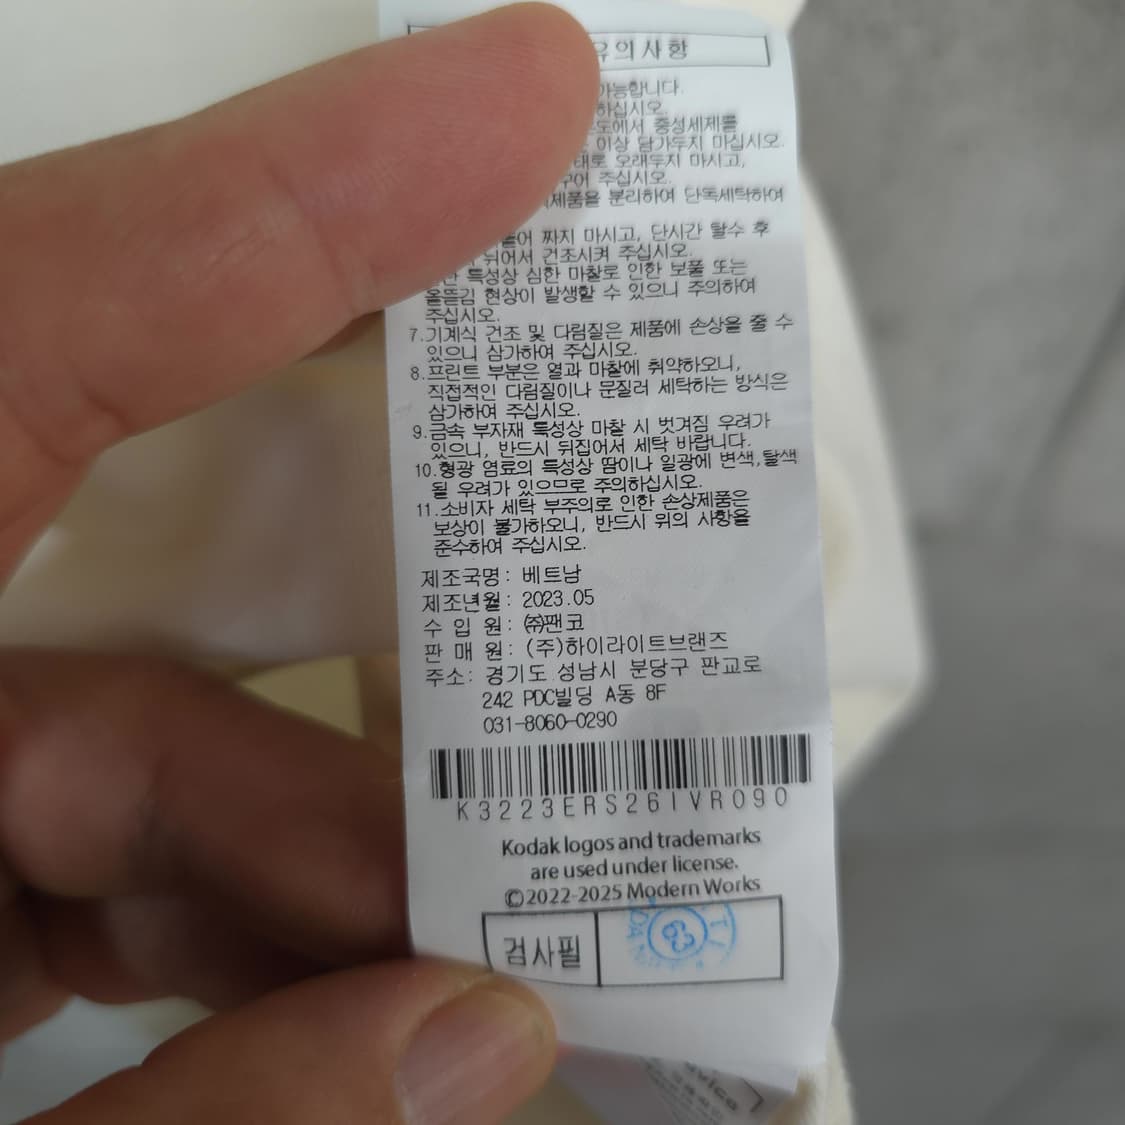 유의사항
가능합니다.
하십시오.
도에서 중성세제를
이상 담가두지 마십시오.
태로 오래두지 마시고,
꾸어 주십시오.
제품을 분리하여 단독세탁하여
틀어 짜지 마시고, 단시간 탈수 후
뉘어서 건조시켜 주십시오.
특성상 심한 마찰로 인한 보풀 또는
올뜯김 현상이 발생할 수 있으니 주의하여
주십시오.
7.기계식 건조 및 다림질은 제품에 손상을 줄 수
있으니 삼가하여 주십시오.
8.프린트 부분은 열과 마찰에 취약하오니,
직접적인 다림질이나 문질러 세탁하는 방식은
삼가하여 주십시오.
9.금속 부자재 특성상 마찰 시 벗겨짐 우려가
있으니, 반드시 뒤집어서 세탁 바랍니다.
10.형광 염료의 특성상 땀이나 일광에 변색,탈색
될 우려가 있으므로 주의하십시오.
11.소비자 세탁 부주의로 인한 손상제품은
보상이 불가하오니, 반드시 위의 사항을
준수하여 주십시오.
제조국명: 베트남
제조년월: 2023.05
수 입 원: ㈜팬코
판 매 원: (주)하이라이트브랜즈
주소: 경기도 성남시 분당구 판교로
242 PDC빌딩 A동 8F
031-8060-0290
K3223ERS26IVR090
Kodak logos and trademarks
are used under license.
©2022-2025 Modern Works
검사필
63